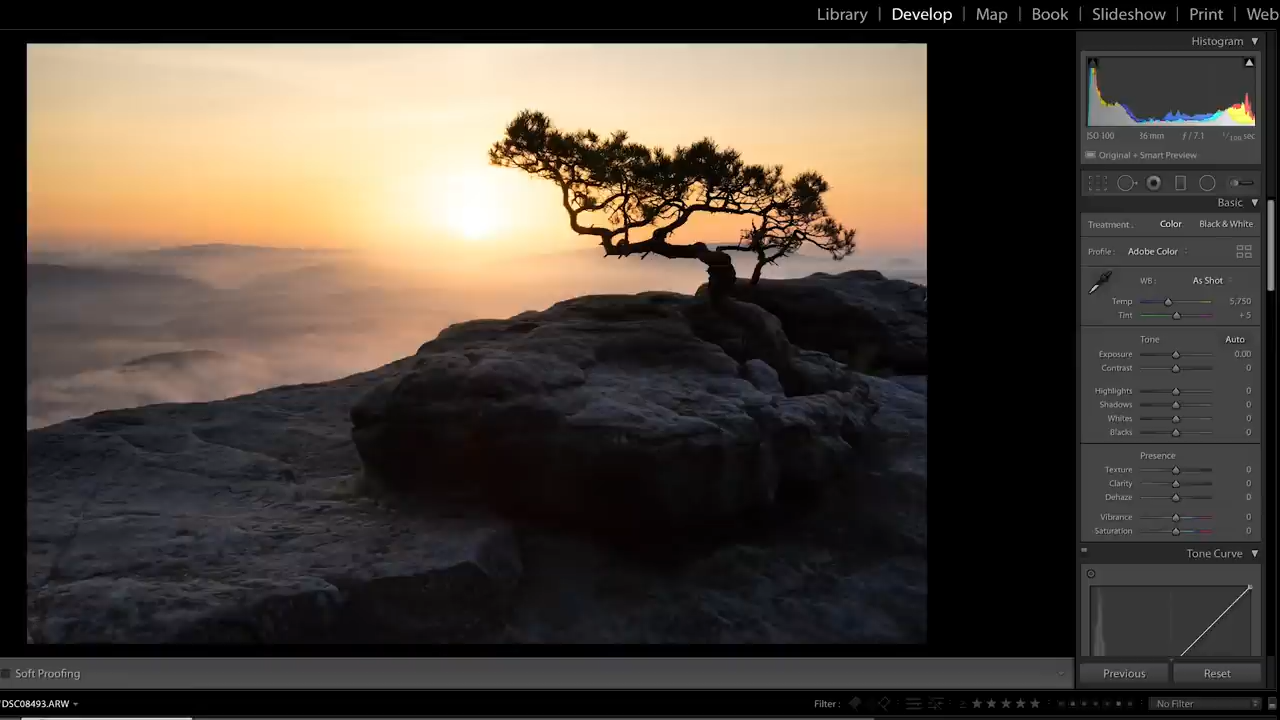 Library | Develop | Map | Book | Slideshow | Print | Web
Histogram
ISO 100 36 mm ƒ / 7.1 1/100 sec
Original + Smart Preview
Basic
Treatment : Color Black & White
Profile : Adobe Color
WB : As Shot
Temp 5,750
Tint + 5
Tone Auto
Exposure 0.00
Contrast 0
Highlights 0
Shadows 0
Whites 0
Blacks 0
Presence
Texture 0
Clarity 0
Dehaze 0
Vibrance 0
Saturation 0
Tone Curve
Soft Proofing
Previous Reset
DSC08493.ARW
Filter : No Filter